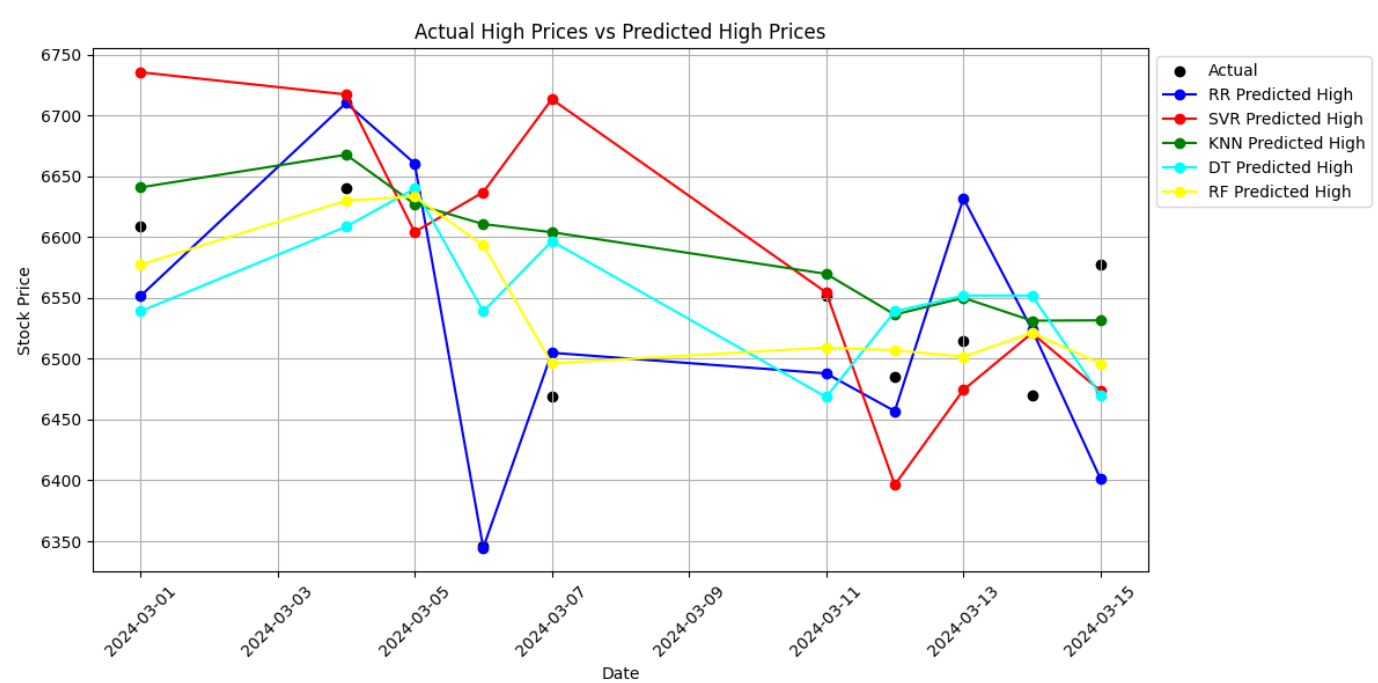 Actual High Prices vs Predicted High Prices
Stock Price
6750
6700
6650
6600
6550
6500
6450
6400
6350
2024-03-01
2024-03-03
2024-03-05
2024-03-07
2024-03-09
2024-03-11
2024-03-13
2024-03-15
Date
Actual
RR Predicted High
SVR Predicted High
KNN Predicted High
DT Predicted High
RF Predicted High